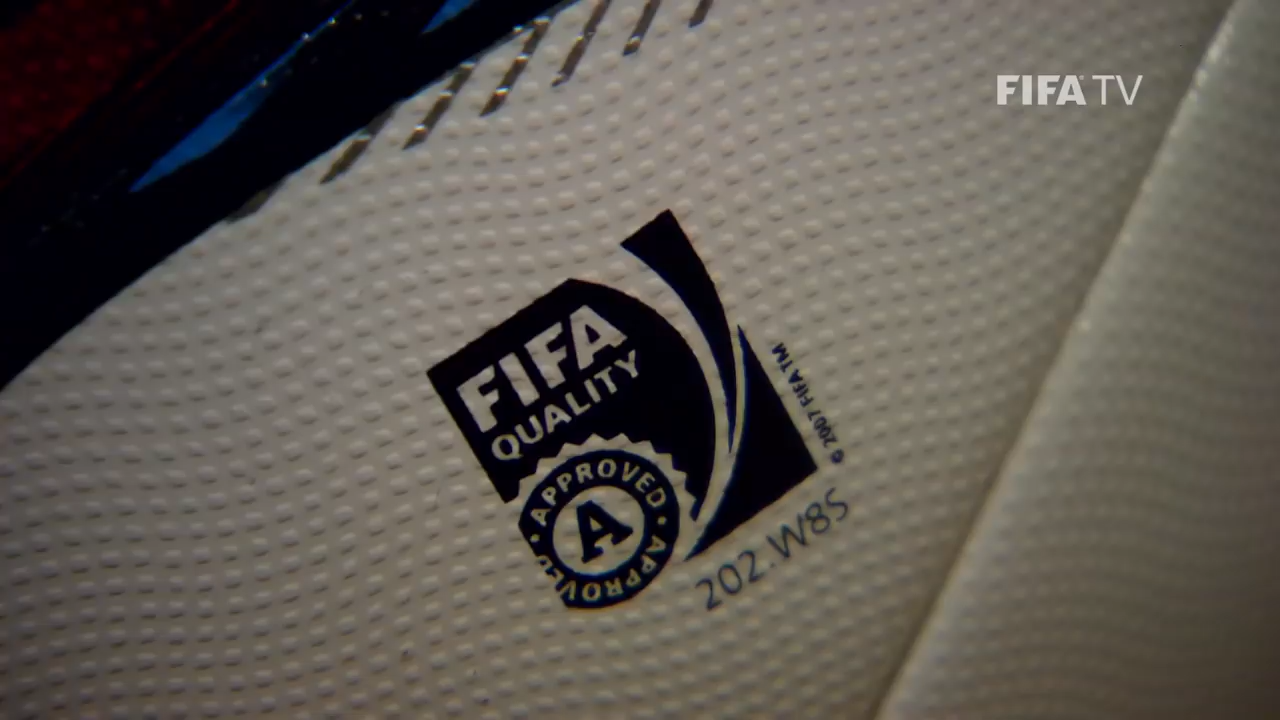 FIFA TV
FIFA
QUALITY
APPROVED • APPROVED •
A
© 2007 FIFA TM
202.W8S